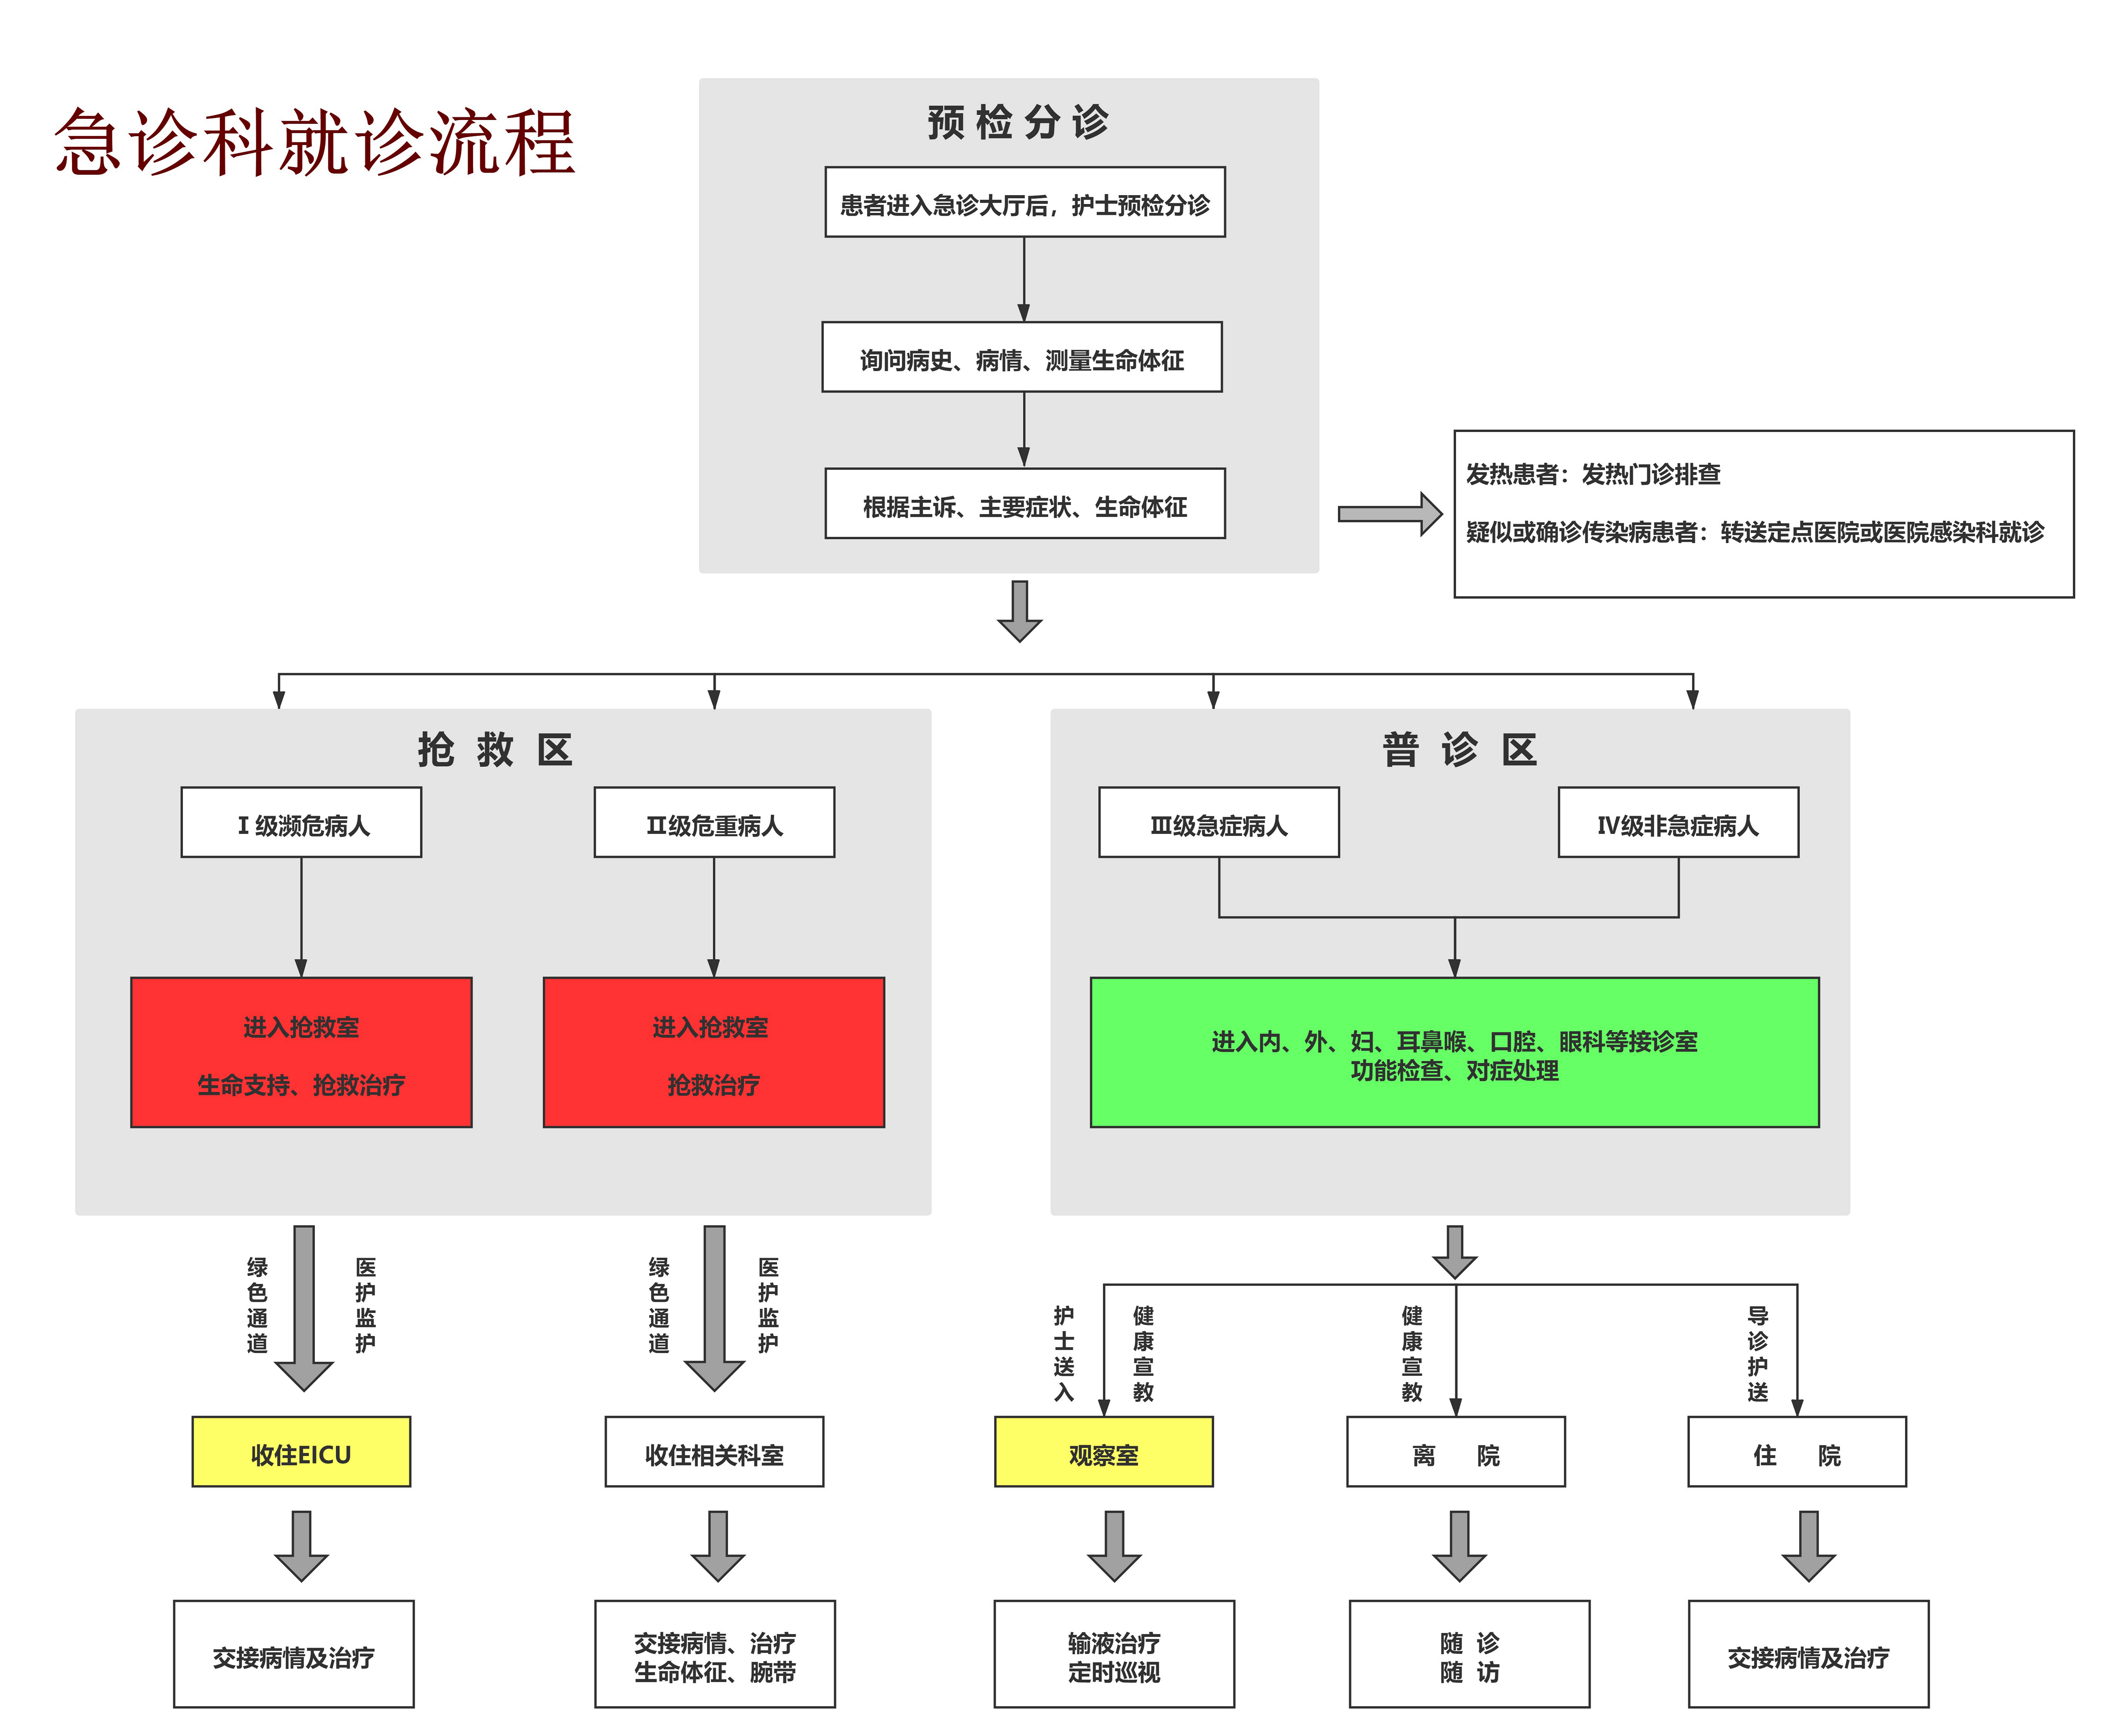 急诊科就诊流程
预检分诊
患者进入急诊大厅后，护士预检分诊
询问病史、病情、测量生命体征
根据主诉、主要症状、生命体征
发热患者：发热门诊排查
疑似或确诊传染病患者：转送定点医院或医院感染科就诊
抢 救 区
普 诊 区
Ⅰ级濒危病人
Ⅱ级危重病人
Ⅲ级急症病人
Ⅳ级非急症病人
进入抢救室
生命支持、抢救治疗
进入抢救室
抢救治疗
进入内、外、妇、耳鼻喉、口腔、眼科等接诊室
功能检查、对症处理
绿色通道
医护监护
绿色通道
医护监护
护士送入
健康宣教
健康宣教
导诊护送
收住EICU
收住相关科室
观察室
离 院
住 院
交接病情及治疗
交接病情、治疗
生命体征、腕带
输液治疗
定时巡视
随 诊
随 访
交接病情及治疗